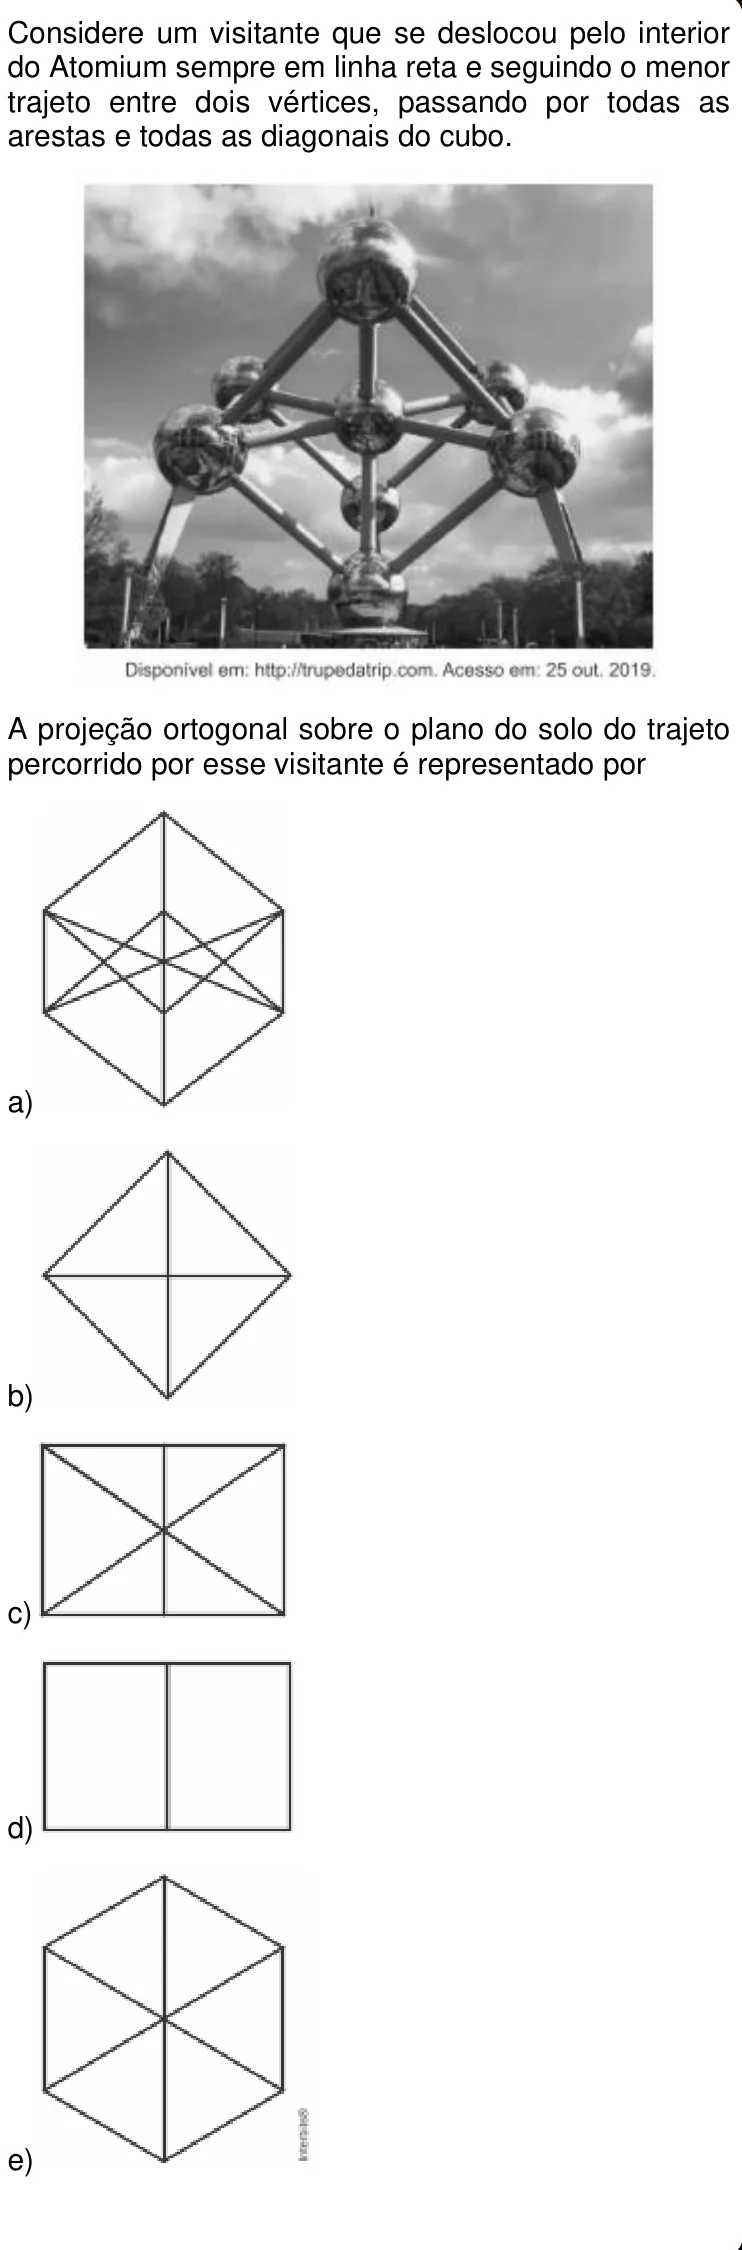 Considere um visitante que se deslocou pelo interior
do Atomium sempre em linha reta e seguindo o menor
trajeto entre dois vértices, passando por todas as
arestas e todas as diagonais do cubo.
Disponível em: http://trupedatrip.com. Acesso em: 25 out. 2019.
A projeção ortogonal sobre o plano do solo do trajeto
percorrido por esse visitante é representado por
a)
b)
c)
d)
e)